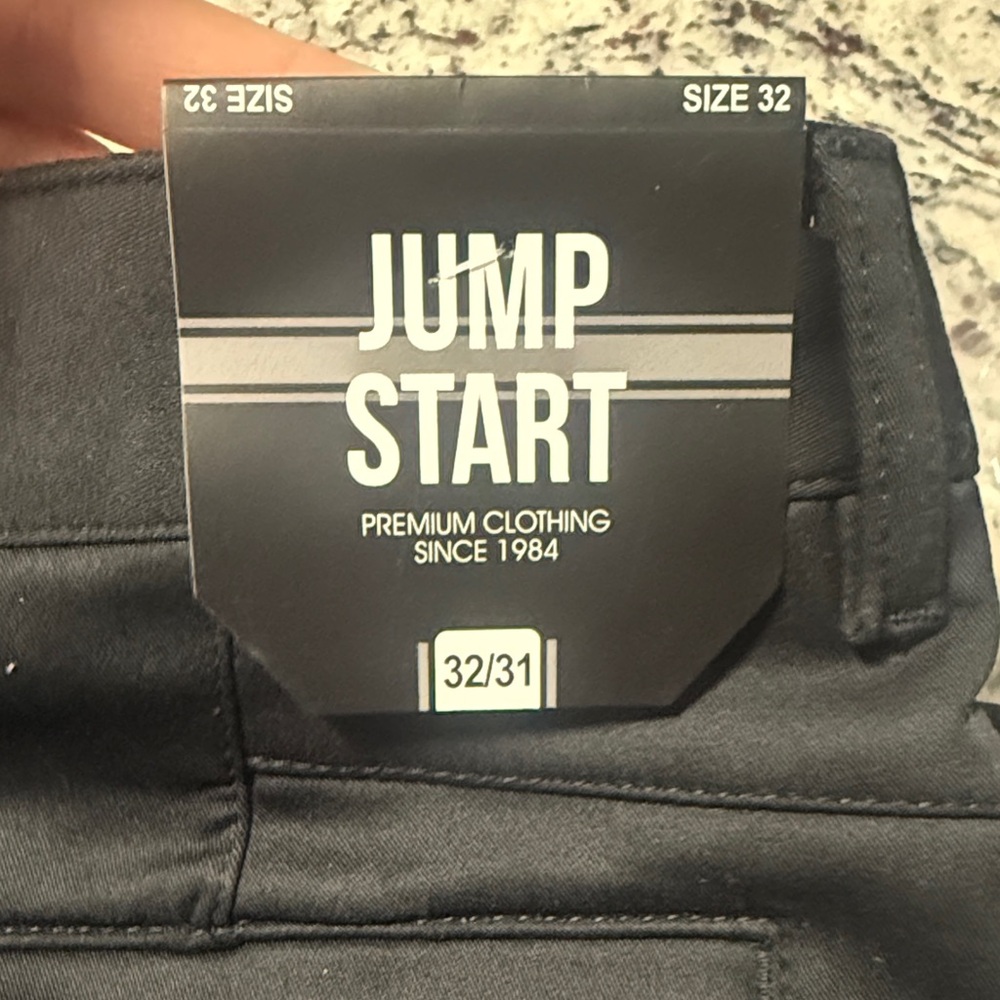 SIZE 32
SIZE 32
JUMP
START
PREMIUM CLOTHING
SINCE 1984
32/31